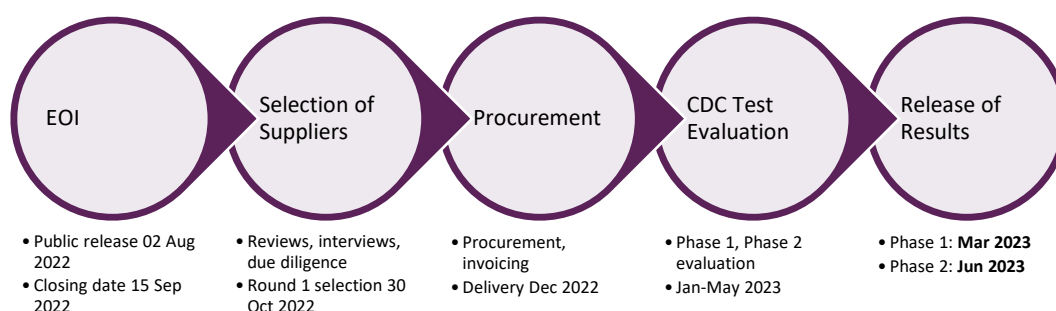 EOI
Selection of
Suppliers
Procurement
CDC Test
Evaluation
Release of
Results
• Public release 02 Aug
2022
• Closing date 15 Sep
2022
• Reviews, interviews,
due diligence
• Round 1 selection 30
Oct 2022
• Procurement,
invoicing
• Delivery Dec 2022
• Phase 1, Phase 2
evaluation
• Jan-May 2023
• Phase 1: Mar 2023
• Phase 2: Jun 2023